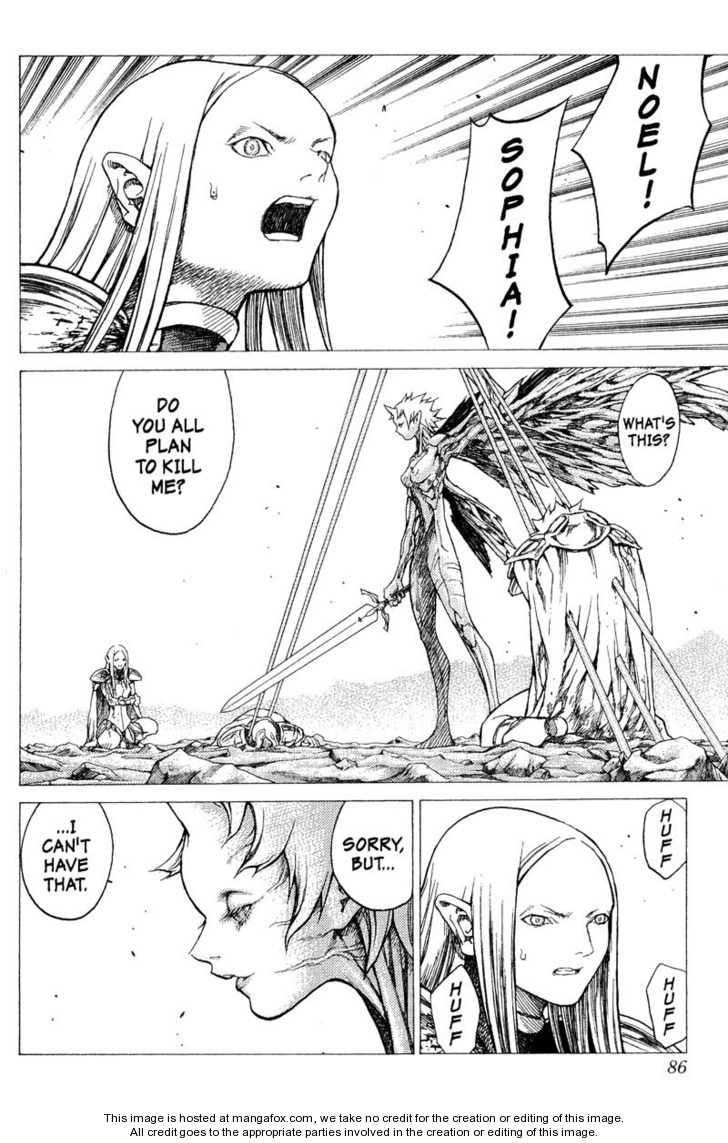 NOEL!
SOPHIA!
WHAT'S
THIS?
DO
YOU ALL
PLAN
TO KILL
ME?
HUFF
HUFF
HUFF
SORRY,
BUT...
...I
CAN'T
HAVE
THAT.
86
This image is hosted at mangafox.com, we take no credit for the creation or editing of this image.
All credit goes to the appropriate parties involved in the creation or editing of this image.